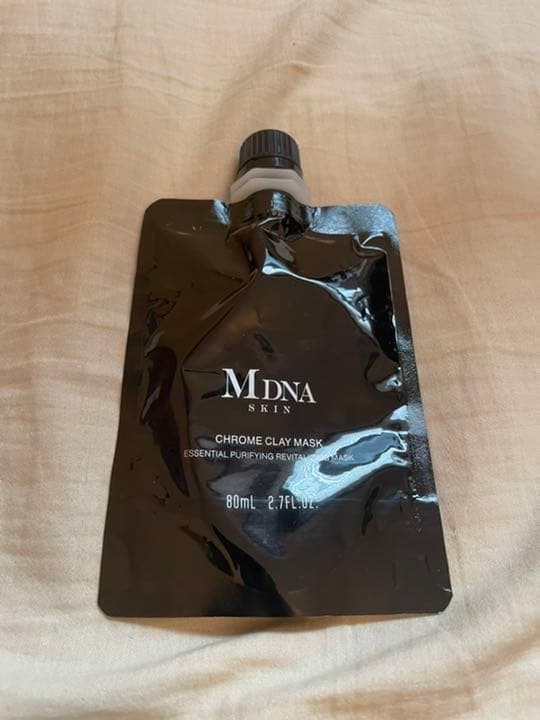 MDNA
SKIN
CHROME CLAY MASK
ESSENTIAL PURIFYING REVITALIZING MASK
80mL 2.7FL.OZ.